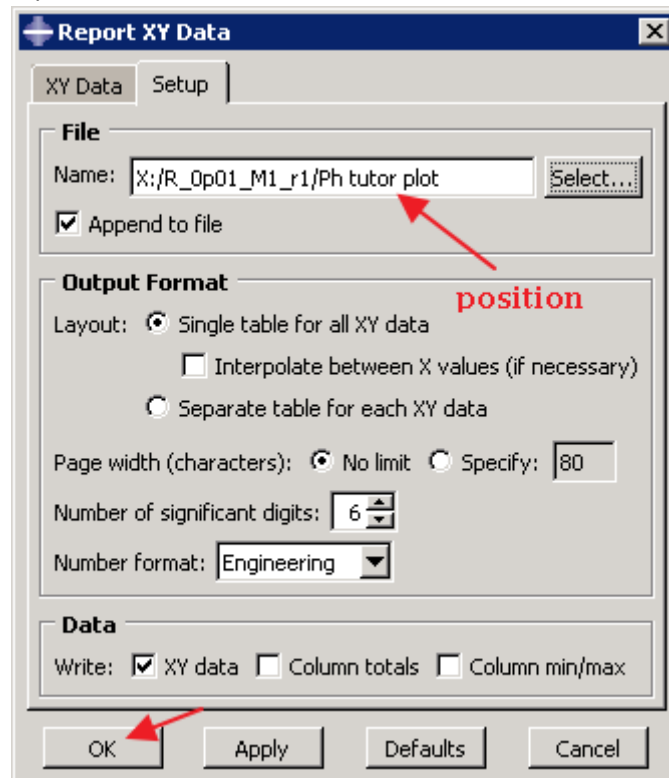 Report XY Data
XY Data Setup
File
Name: X:/R_0p01_M1_r1/Ph tutor plot Select...
Append to file
Output Format
position
Layout: Single table for all XY data
Interpolate between X values (if necessary)
Separate table for each XY data
Page width (characters): No limit Specify: 80
Number of significant digits: 6
Number format: Engineering
Data
Write: XY data Column totals Column min/max
OK Apply Defaults Cancel